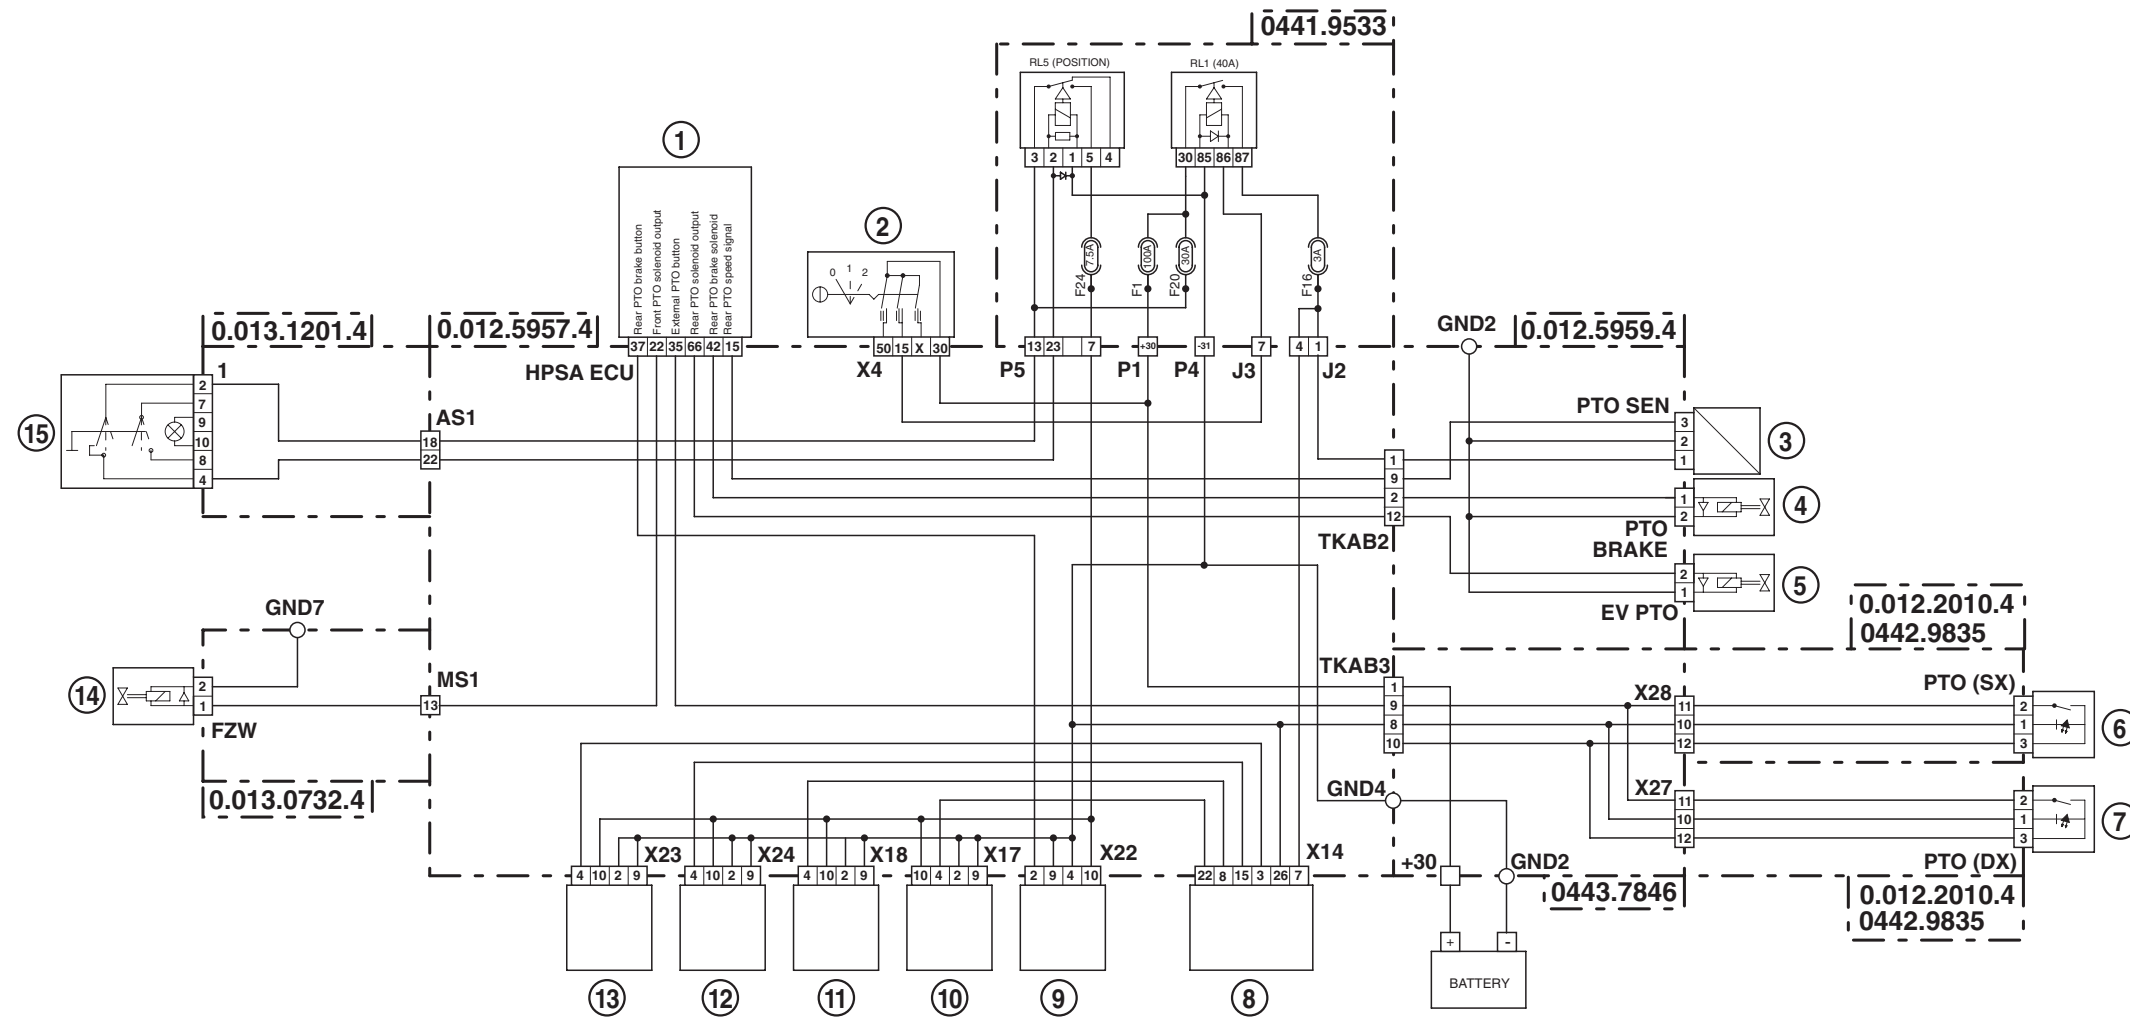 0441.9533
RL5 (POSITION)
RL1 (40A)
3 2 1 5 4
30 85 86 87
1
2
Rear PTO brake button
Front PTO solenoid output
External PTO button
Rear PTO solenoid output
Rear PTO brake solenoid
Rear PTO speed signal
0 1 2
7.5A
100A
30A
3A
F24
F1
F20
F16
0.013.1201.4
0.012.5957.4
GND2
0.012.5959.4
37 22 35 66 42 15
50 15 X 30
13 23 7
+30
-31
7
4 1
HPSA ECU
X4
P5
P1
P4
J3
J2
1
2
7
9
10
8
4
15
AS1
18
22
PTO SEN
3
2
1
3
1
9
2
12
TKAB2
1
2
4
PTO
BRAKE
2
1
5
EV PTO
0.012.2010.4
0442.9835
GND7
2
1
14
FZW
MS1
13
0.013.0732.4
TKAB3
1
9
8
10
X28
11
10
12
PTO (SX)
2
1
3
6
GND4
X27
11
10
12
2
1
3
7
PTO (DX)
X23
X24
X18
X17
X22
X14
4 10 2 9
4 10 2 9
4 10 2 9
10 4 2 9
2 9 4 10
22 8 15 3 26 7
+30
GND2
0443.7846
0.012.2010.4
0442.9835
+ -
BATTERY
13
12
11
10
9
8